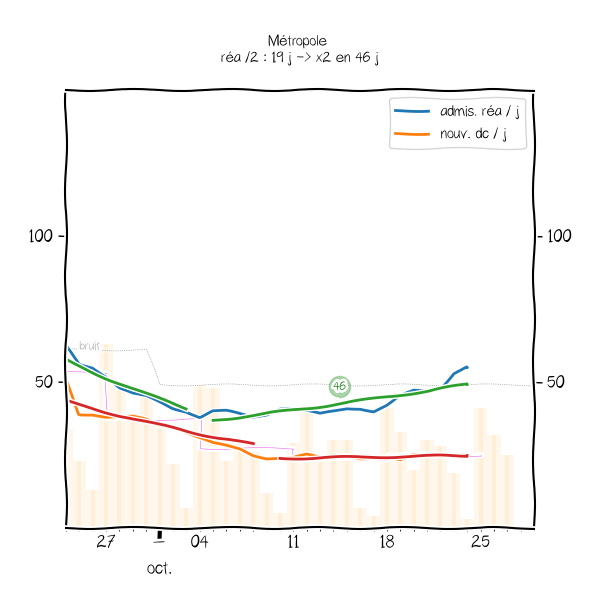 Métropole
réa /2 : 19 j -> x2 en 46 j
admis. réa / j
nouv. dc / j
100
100
bruit
46
50
50
27
04
11
18
25
oct.